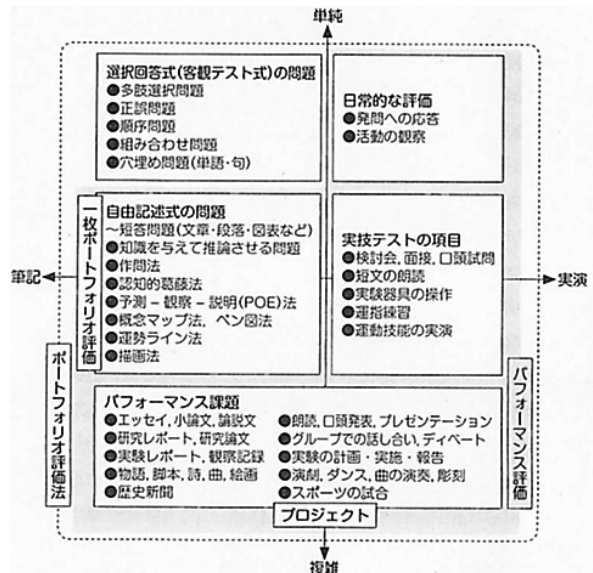 単純
選択回答式(客観テスト式)の問題
●多肢選択問題
●正誤問題
●順序問題
●組み合わせ問題
●穴埋め問題(単語・句)
日常的な評価
●発問への応答
●活動の観察
一枚ポートフォリオ評価
自由記述式の問題
~短答問題(文章・段落・図表など)
●知識を与えて推論させる問題
●作問法
●認知的葛藤法
●予測-観察-説明(POE)法
●概念マップ法, ベン図法
●運勢ライン法
●描画法
実技テストの項目
●検討会, 面接, 口頭試問
●短文の朗読
●実験器具の操作
●運指練習
●運動技能の実演
筆記
実演
ポートフォリオ評価法
パフォーマンス評価
パフォーマンス課題
●エッセイ, 小論文, 論説文
●研究レポート, 研究論文
●実験レポート, 観察記録
●物語, 脚本, 詩, 曲, 絵画
●歴史新聞
●朗読, 口頭発表, プレゼンテーション
●グループでの話し合い, ディベート
●実験の計画・実施・報告
●演劇, ダンス, 曲の演奏, 彫刻
●スポーツの試合
プロジェクト
複雑